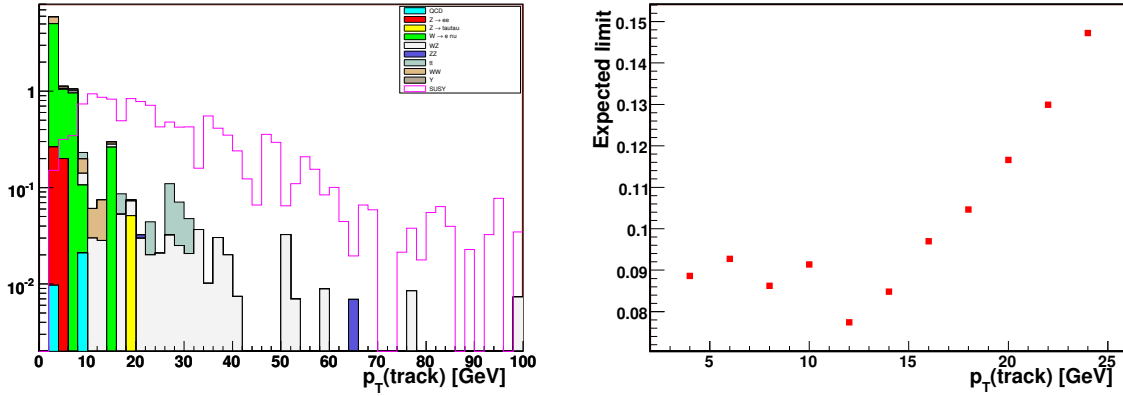 QCD
Z → ee
Z → tautau
W → e nu
WZ
ZZ
tt
WW
Y
SUSY
1
10-1
10-2
0 10 20 30 40 50 60 70 80 90 100
pT(track) [GeV]
Expected limit
0.15
0.14
0.13
0.12
0.11
0.1
0.09
0.08
5 10 15 20 25
pT(track) [GeV]